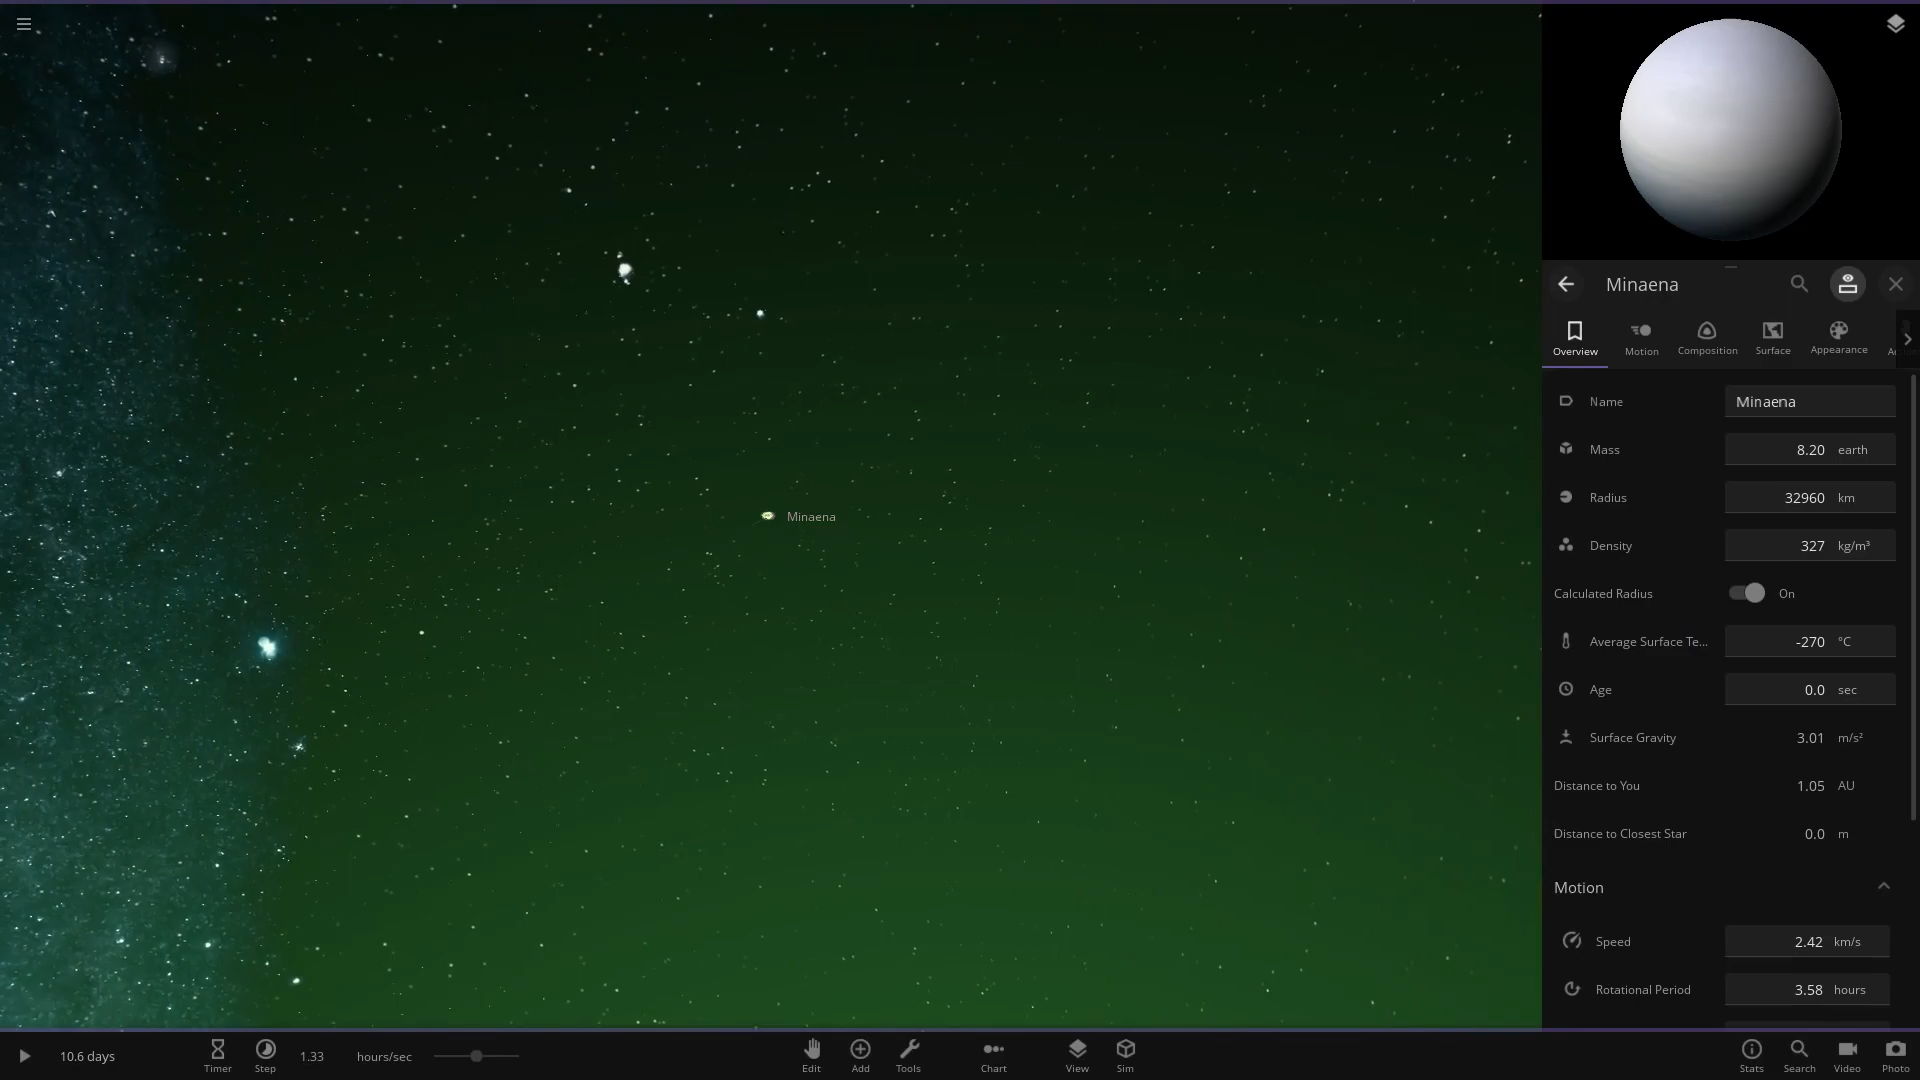 Minaena
Minaena
Overview
Motion
Composition
Surface
Appearance
Name Minaena
Mass 8.20 earth
Radius 32960 km
Density 327 kg/m³
Calculated Radius On
Average Surface Te... -270 °C
Age 0.0 sec
Surface Gravity 3.01 m/s²
Distance to You 1.05 AU
Distance to Closest Star 0.0 m
Motion
Speed 2.42 km/s
Rotational Period 3.58 hours
10.6 days
Timer
Step
1.33 hours/sec
Edit
Add
Tools
Chart
View
Sim
Stats
Search
Video
Photo